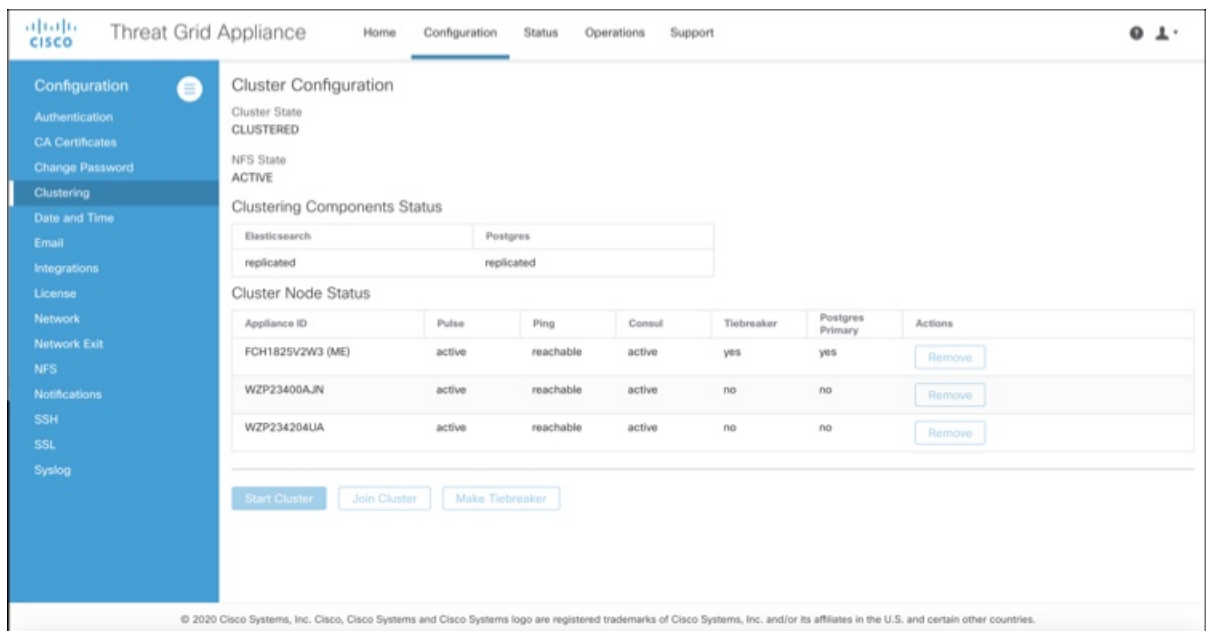 CISCO
Threat Grid Appliance Home Configuration Status Operations Support
Configuration
Authentication
CA Certificates
Change Password
Clustering
Date and Time
Email
Integrations
License
Network
Network Exit
NFS
Notifications
SSH
SSL
Syslog
Cluster Configuration
Cluster State
CLUSTERED
NFS State
ACTIVE
Clustering Components Status
Elasticsearch Postgres
replicated replicated
Cluster Node Status
Appliance ID Pulse Ping Consul Tiebreaker Postgres Primary Actions
FCH1825V2W3 (ME) active reachable active yes yes Remove
WZP23400AJN active reachable active no no Remove
WZP234204UA active reachable active no no Remove
Start Cluster Join Cluster Make Tiebreaker
© 2020 Cisco Systems, Inc. Cisco, Cisco Systems and Cisco Systems logo are registered trademarks of Cisco Systems, Inc. and/or its affiliates in the U.S. and certain other countries.